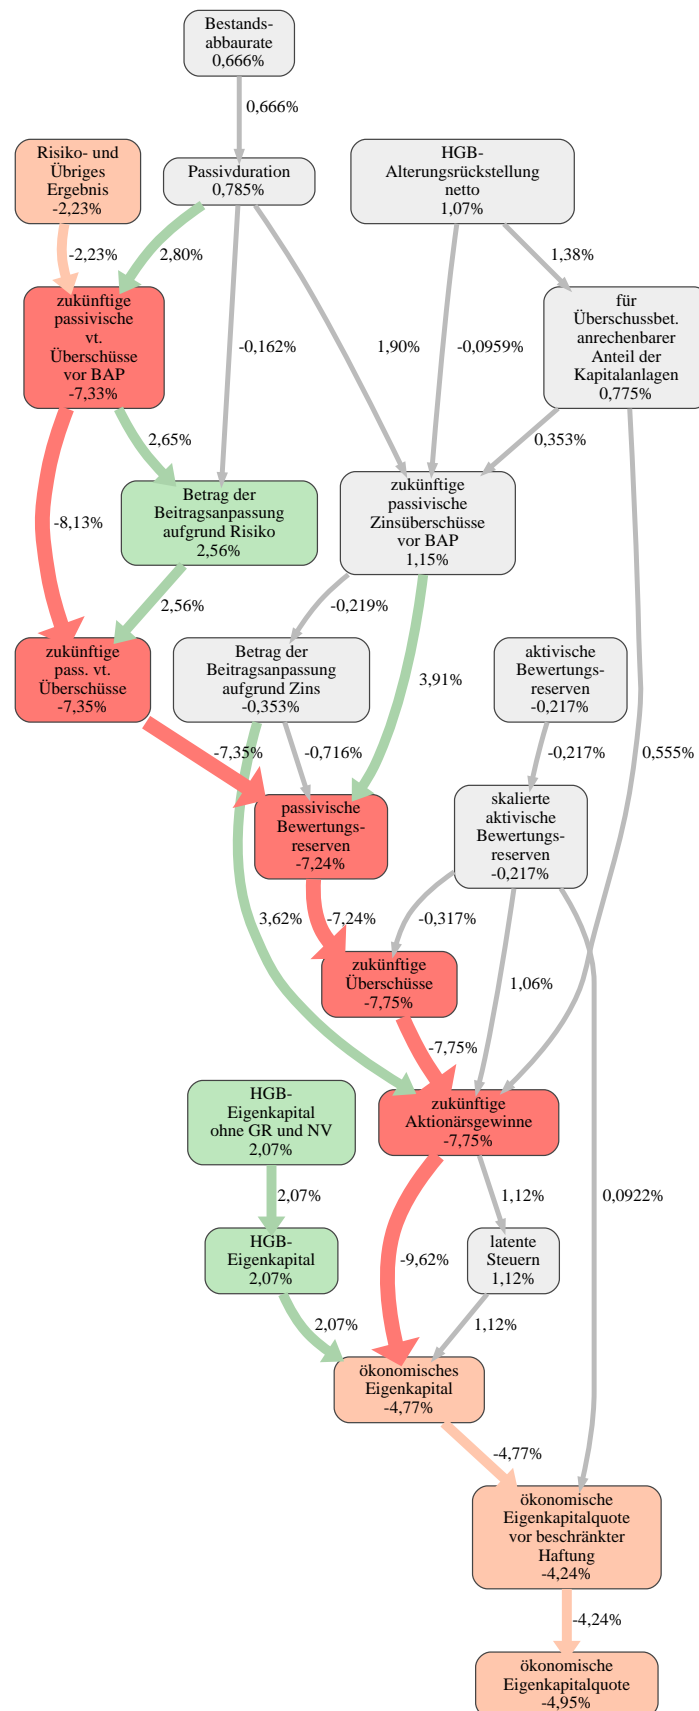 Bestands-
abbaurate
0,666%
0,666%
Risiko- und
Übriges
Ergebnis
-2,23%
Passivduration
0,785%
HGB-
Alterungsrückstellung
netto
1,07%
-2,23%
2,80%
1,38%
zukünftige
passivische
vt.
Überschüsse
vor BAP
-7,33%
-0,162%
1,90%
-0,0959%
für
Überschussbet.
anrechenbarer
Anteil der
Kapitalanlagen
0,775%
2,65%
0,353%
Betrag der
Beitragsanpassung
aufgrund Risiko
2,56%
zukünftige
passivische
Zinsüberschüsse
vor BAP
1,15%
-8,13%
2,56%
-0,219%
zukünftige
pass. vt.
Überschüsse
-7,35%
Betrag der
Beitragsanpassung
aufgrund Zins
-0,353%
3,91%
aktivische
Bewertungs-
reserven
-0,217%
-7,35%
-0,716%
-0,217%
0,555%
passivische
Bewertungs-
reserven
-7,24%
skalierte
aktivische
Bewertungs-
reserven
-0,217%
3,62%
-7,24%
-0,317%
zukünftige
Überschüsse
-7,75%
1,06%
-7,75%
HGB-
Eigenkapital
ohne GR und NV
2,07%
zukünftige
Aktionärsgewinne
-7,75%
2,07%
1,12%
0,0922%
HGB-
Eigenkapital
2,07%
-9,62%
latente
Steuern
1,12%
2,07%
1,12%
ökonomisches
Eigenkapital
-4,77%
-4,77%
ökonomische
Eigenkapitalquote
vor beschränkter
Haftung
-4,24%
-4,24%
ökonomische
Eigenkapitalquote
-4,95%